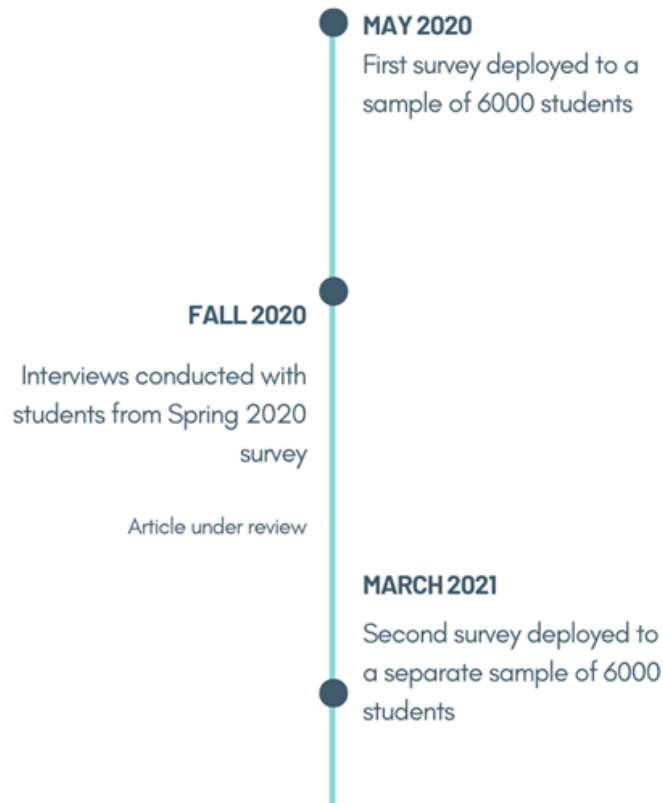 MAY 2020
First survey deployed to a
sample of 6000 students
FALL 2020
Interviews conducted with
students from Spring 2020
survey
Article under review
MARCH 2021
Second survey deployed to
a separate sample of 6000
students